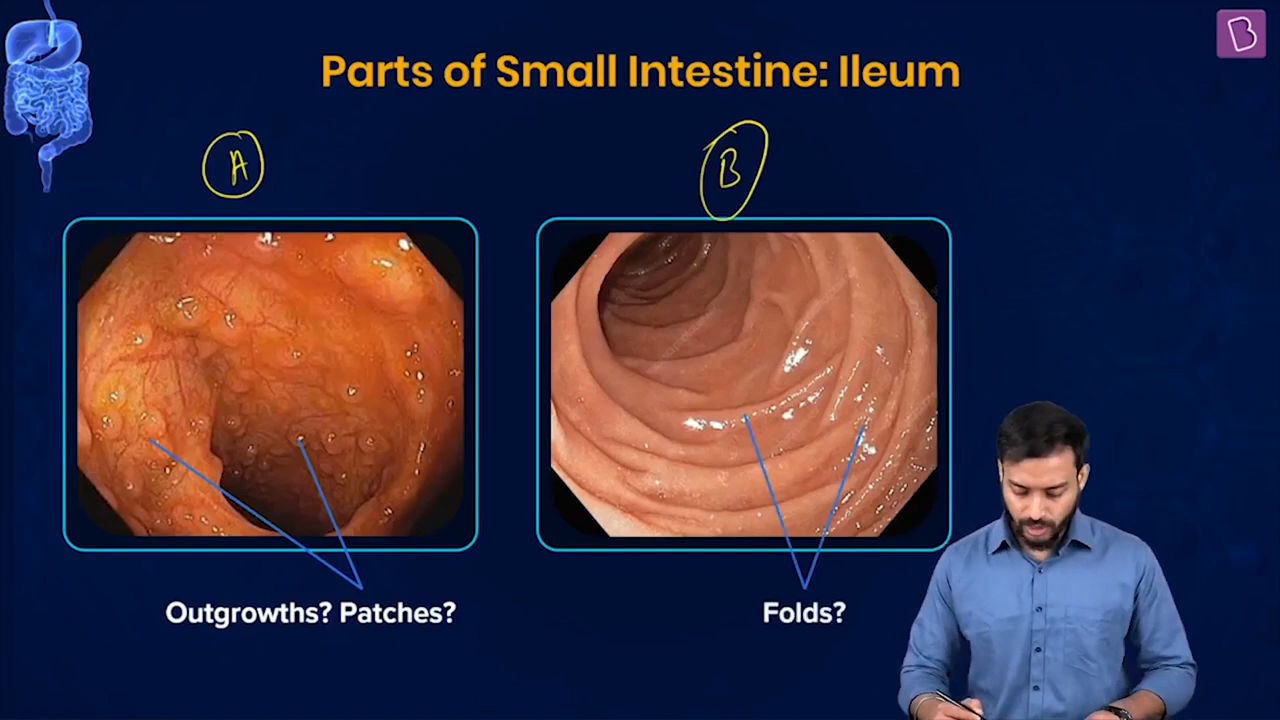 Parts of Small Intestine: Ileum
A
B
Outgrowths? Patches?
Folds?
B